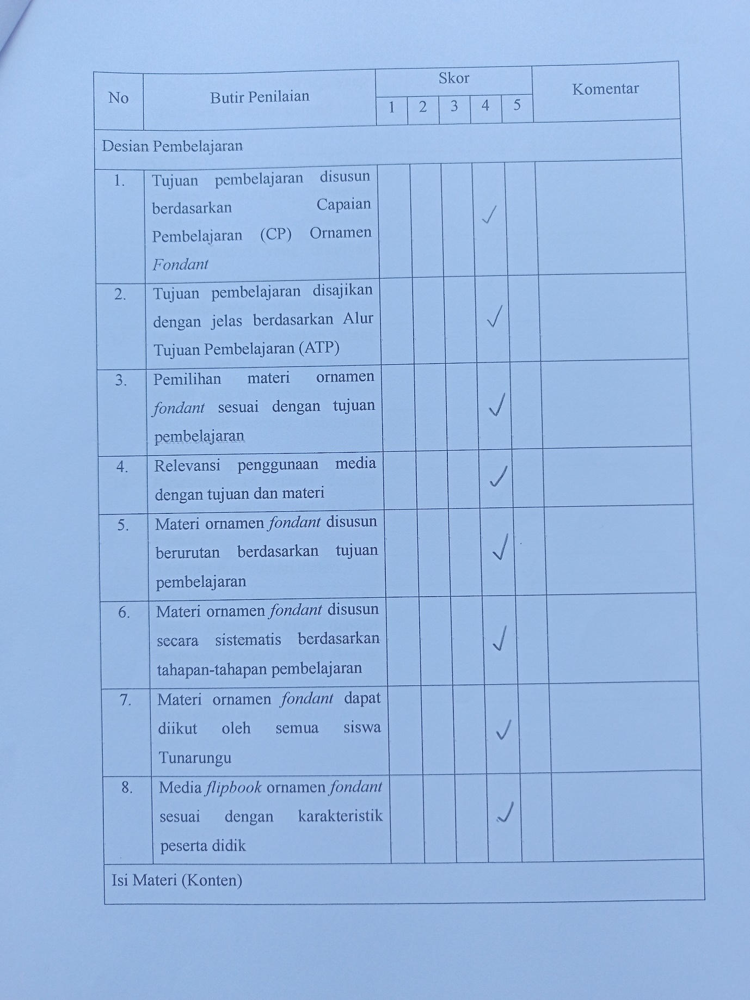 No Butir Penilaian Skor Komentar
1 2 3 4 5
Desian Pembelajaran
1. Tujuan pembelajaran disusun
berdasarkan Capaian
Pembelajaran (CP) Ornamen
Fondant
✓
2. Tujuan pembelajaran disajikan
dengan jelas berdasarkan Alur
Tujuan Pembelajaran (ATP)
✓
3. Pemilihan materi ornamen
fondant sesuai dengan tujuan
pembelajaran
✓
4. Relevansi penggunaan media
dengan tujuan dan materi
✓
5. Materi ornamen fondant disusun
berurutan berdasarkan tujuan
pembelajaran
✓
6. Materi ornamen fondant disusun
secara sistematis berdasarkan
tahapan-tahapan pembelajaran
✓
7. Materi ornamen fondant dapat
diikut oleh semua siswa
Tunarungu
✓
8. Media flipbook ornamen fondant
sesuai dengan karakteristik
peserta didik
✓
Isi Materi (Konten)